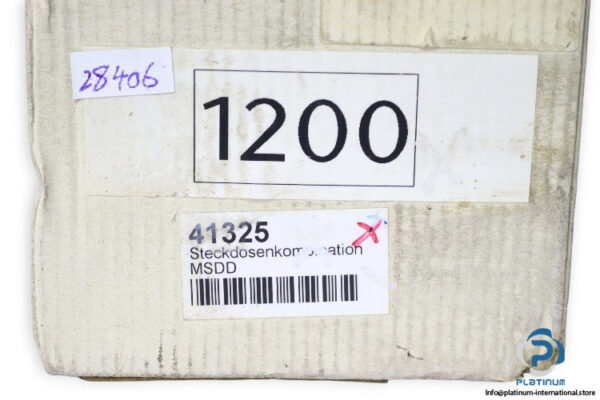 28406
1200
41325
Steckdosenkombination
MSDD
PLATINUM
Info@platinum-international.store